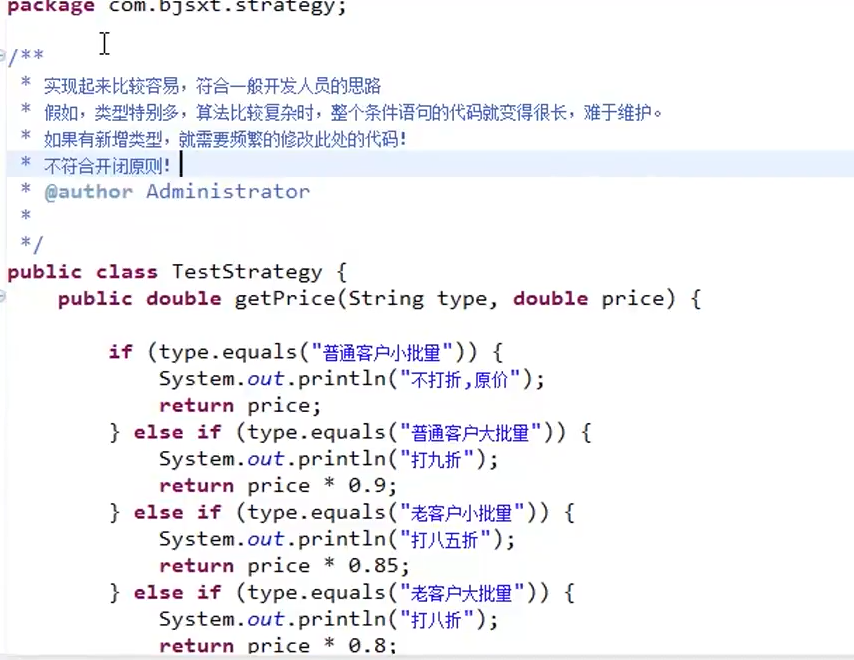 package com.bjsxt.strategy;
/**
* 实现起来比较容易，符合一般开发人员的思路
* 假如，类型特别多，算法比较复杂时，整个条件语句的代码就变得很长，难于维护。
* 如果有新增类型，就需要频繁的修改此处的代码!
* 不符合开闭原则!
* @author Administrator
*
*/
public class TestStrategy {
public double getPrice(String type, double price) {
if (type.equals("普通客户小批量")) {
System.out.println("不打折,原价");
return price;
} else if (type.equals("普通客户大批量")) {
System.out.println("打九折");
return price * 0.9;
} else if (type.equals("老客户小批量")) {
System.out.println("打八五折");
return price * 0.85;
} else if (type.equals("老客户大批量")) {
System.out.println("打八折");
return price * 0.8;